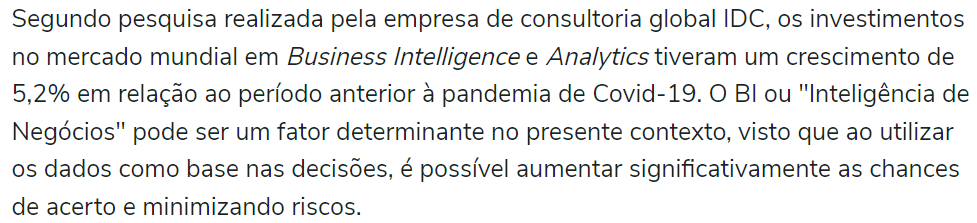 Segundo pesquisa realizada pela empresa de consultoria global IDC, os investimentos
no mercado mundial em Business Intelligence e Analytics tiveram um crescimento de
5,2% em relação ao período anterior à pandemia de Covid-19. O BI ou "Inteligência de
Negócios" pode ser um fator determinante no presente contexto, visto que ao utilizar
os dados como base nas decisões, é possível aumentar significativamente as chances
de acerto e minimizando riscos.